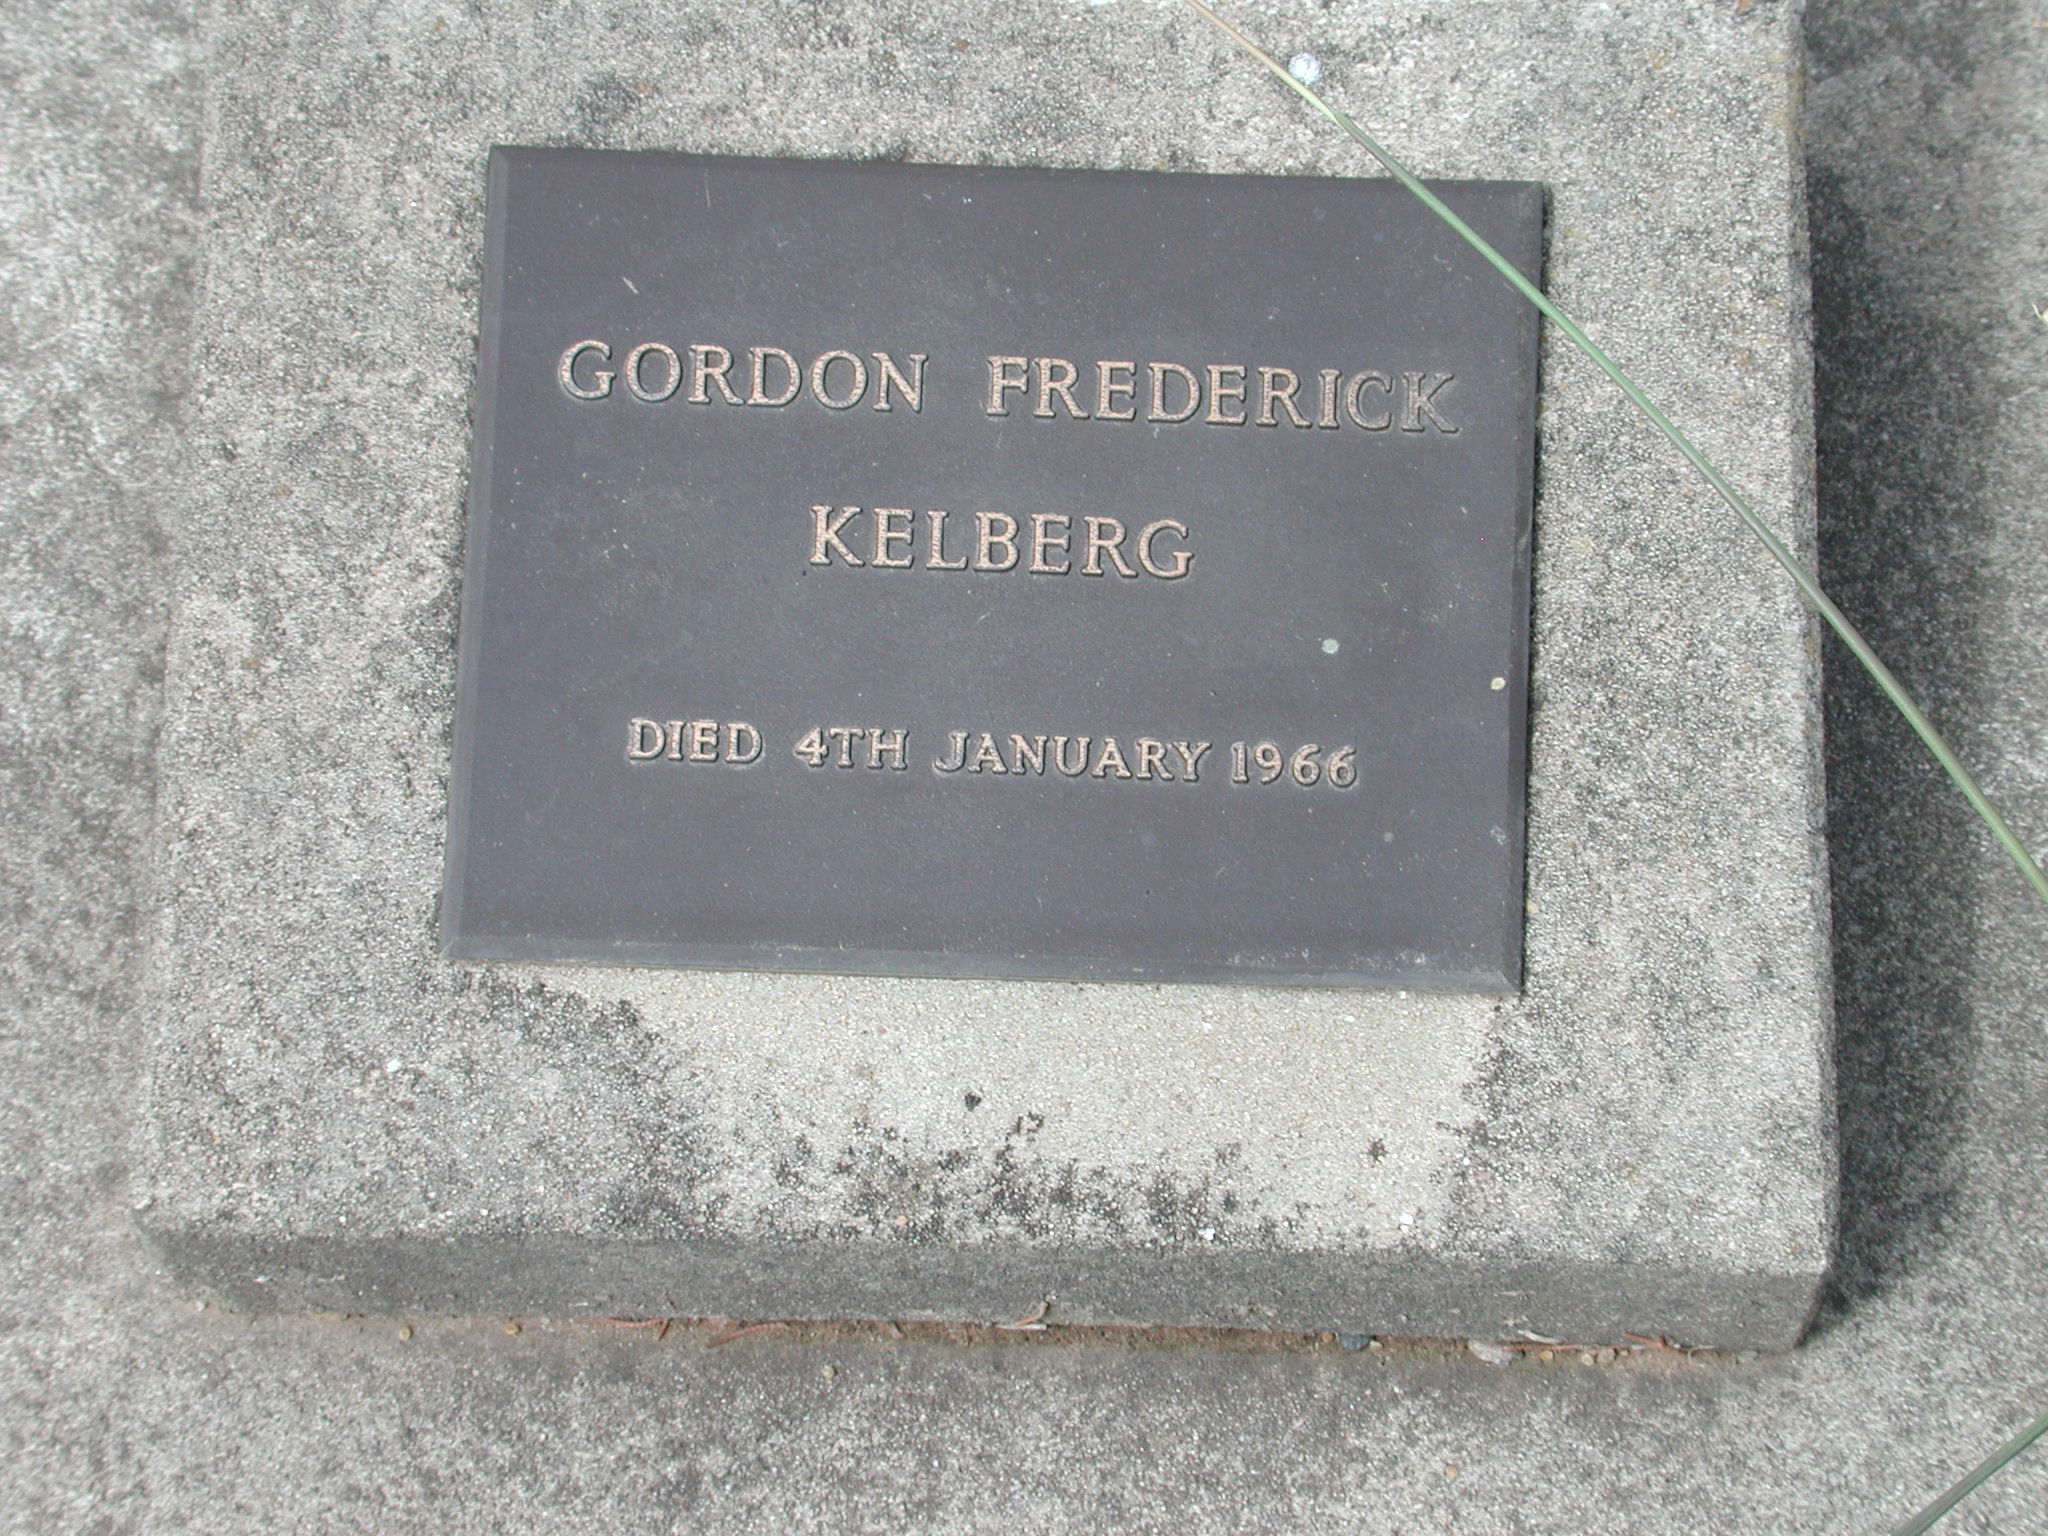 GORDON FREDERICK
KELBERG
DIED 4TH JANUARY 1966